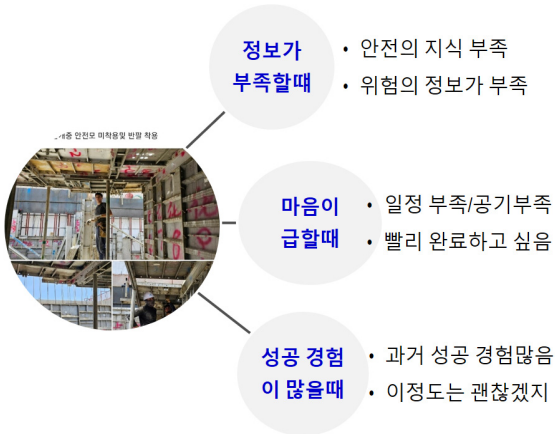 정보가
부족할떄
• 안전의 지식 부족
• 위험의 정보가 부족
안전모 미착용및 반팔 착용
마음이
급할때
• 일정 부족/공기부족
• 빨리 완료하고 싶음
성공 경험
이 많을때
• 과거 성공 경험많음
• 이정도는 괜찮겠지